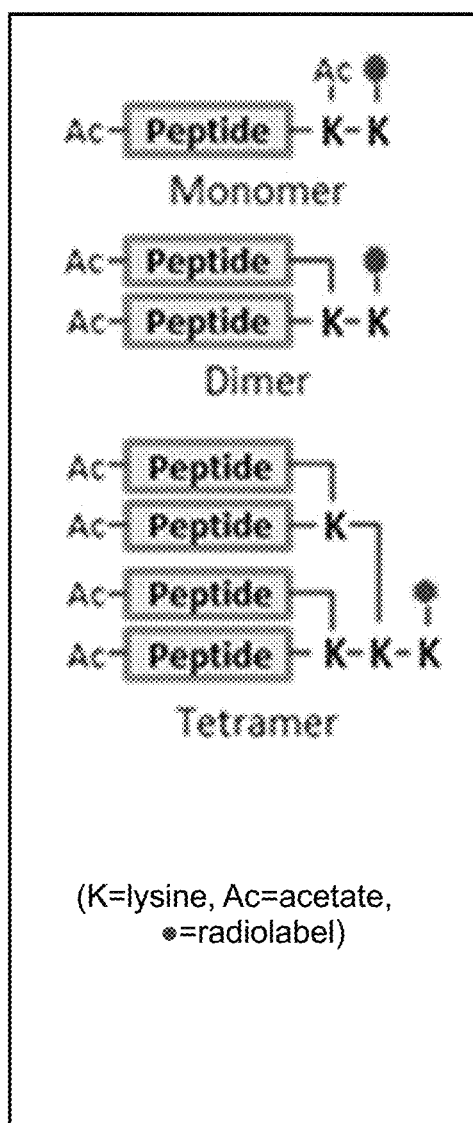 Ac
Ac Peptide K K
Monomer
Ac Peptide
Ac Peptide K K
Dimer
Ac Peptide
Ac Peptide K
Ac Peptide
Ac Peptide K K K
Tetramer
(K=lysine, Ac=acetate,
●=radiolabel)